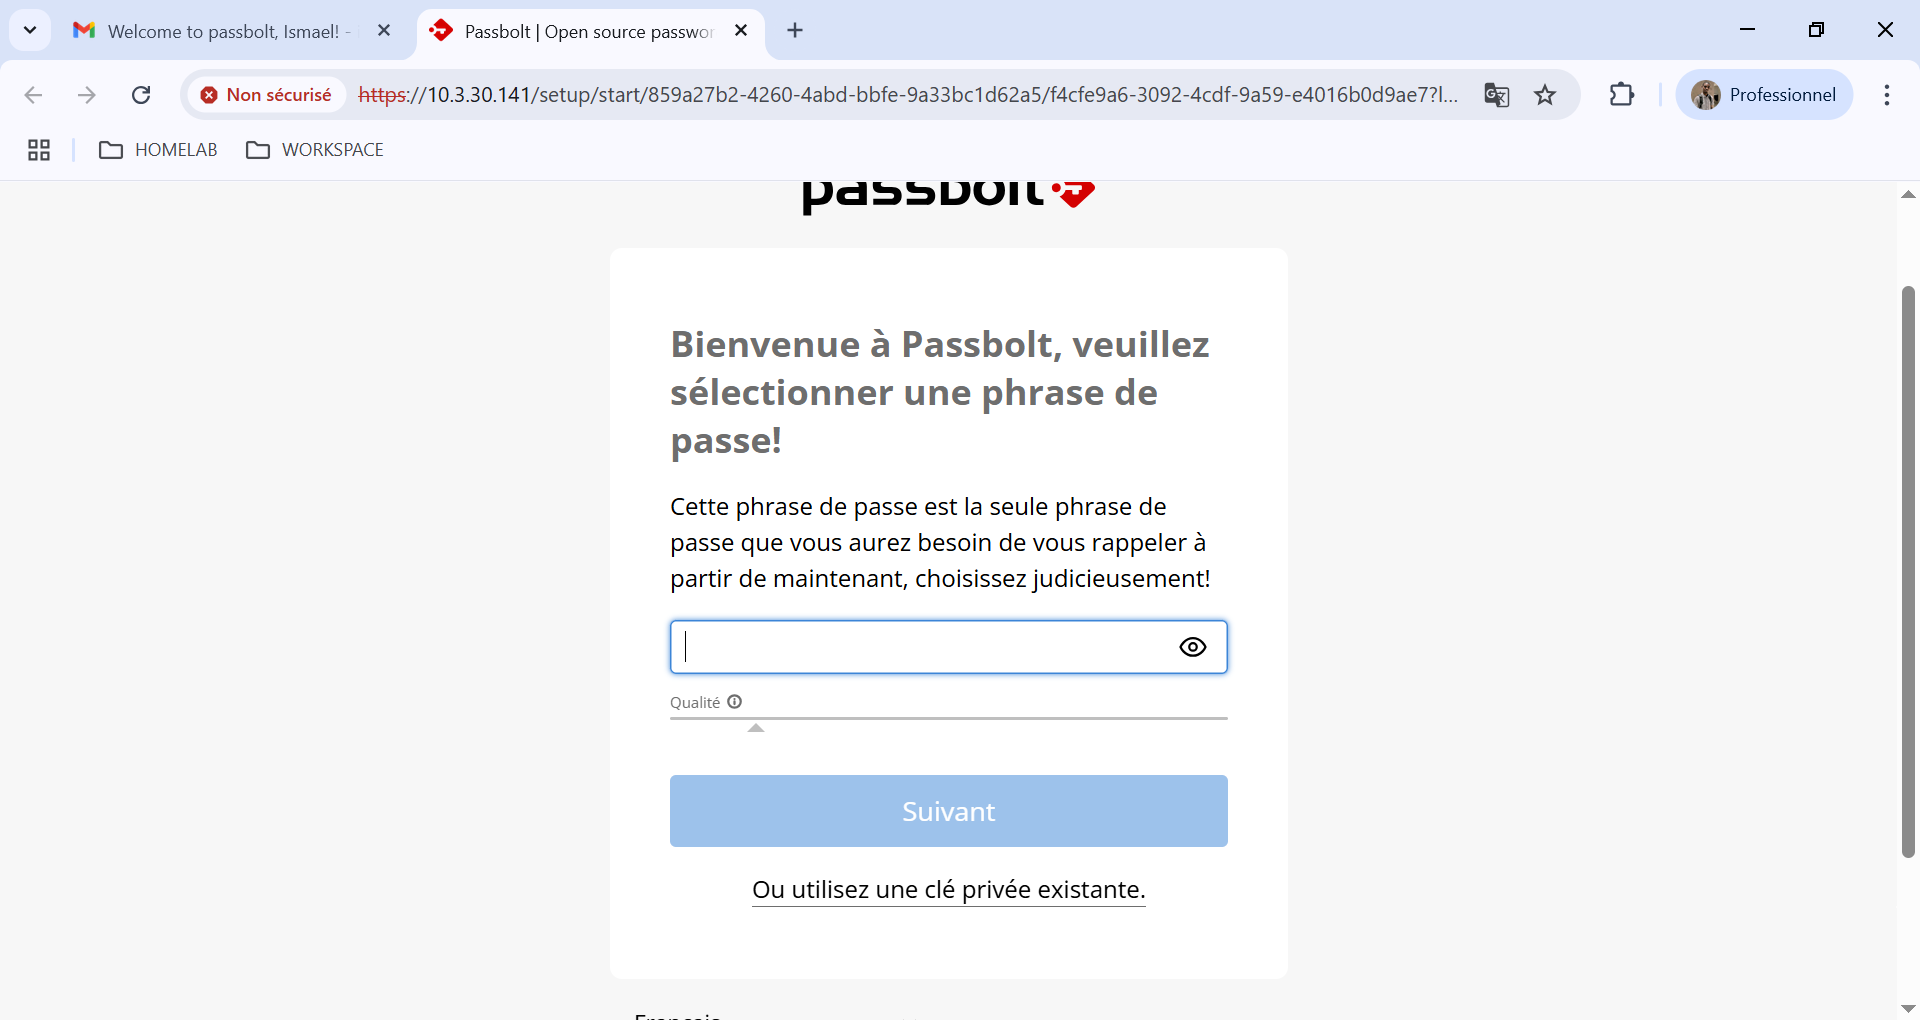 Welcome to passbolt, Ismael! -
Passbolt | Open source passwor
Non sécurisé
https://10.3.30.141/setup/start/859a27b2-4260-4abd-bbfe-9a33bc1d62a5/f4cfe9a6-3092-4cdf-9a59-e4016b0d9ae7?l...
Professionnel
HOMELAB
WORKSPACE
passbolt
Bienvenue à Passbolt, veuillez
sélectionner une phrase de
passe!
Cette phrase de passe est la seule phrase de
passe que vous aurez besoin de vous rappeler à
partir de maintenant, choisissez judicieusement!
Qualité
Suivant
Ou utilisez une clé privée existante.
Français